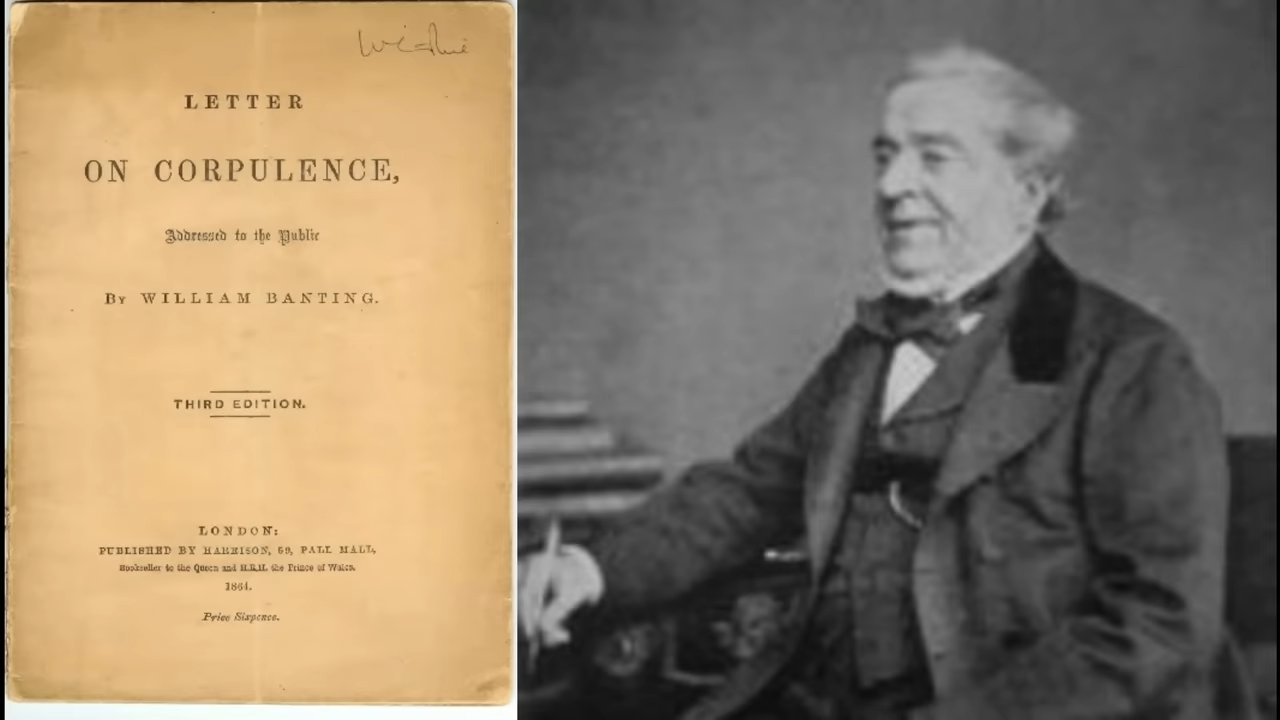 LETTER
ON CORPULENCE,
Addressed to the Public
By WILLIAM BANTING.
THIRD EDITION.
LONDON:
PUBLISHED BY HARRISON, 59, PALL MALL,
Bookseller to the Queen and H.R.H. the Prince of Wales.
1864.
Price Sixpence.